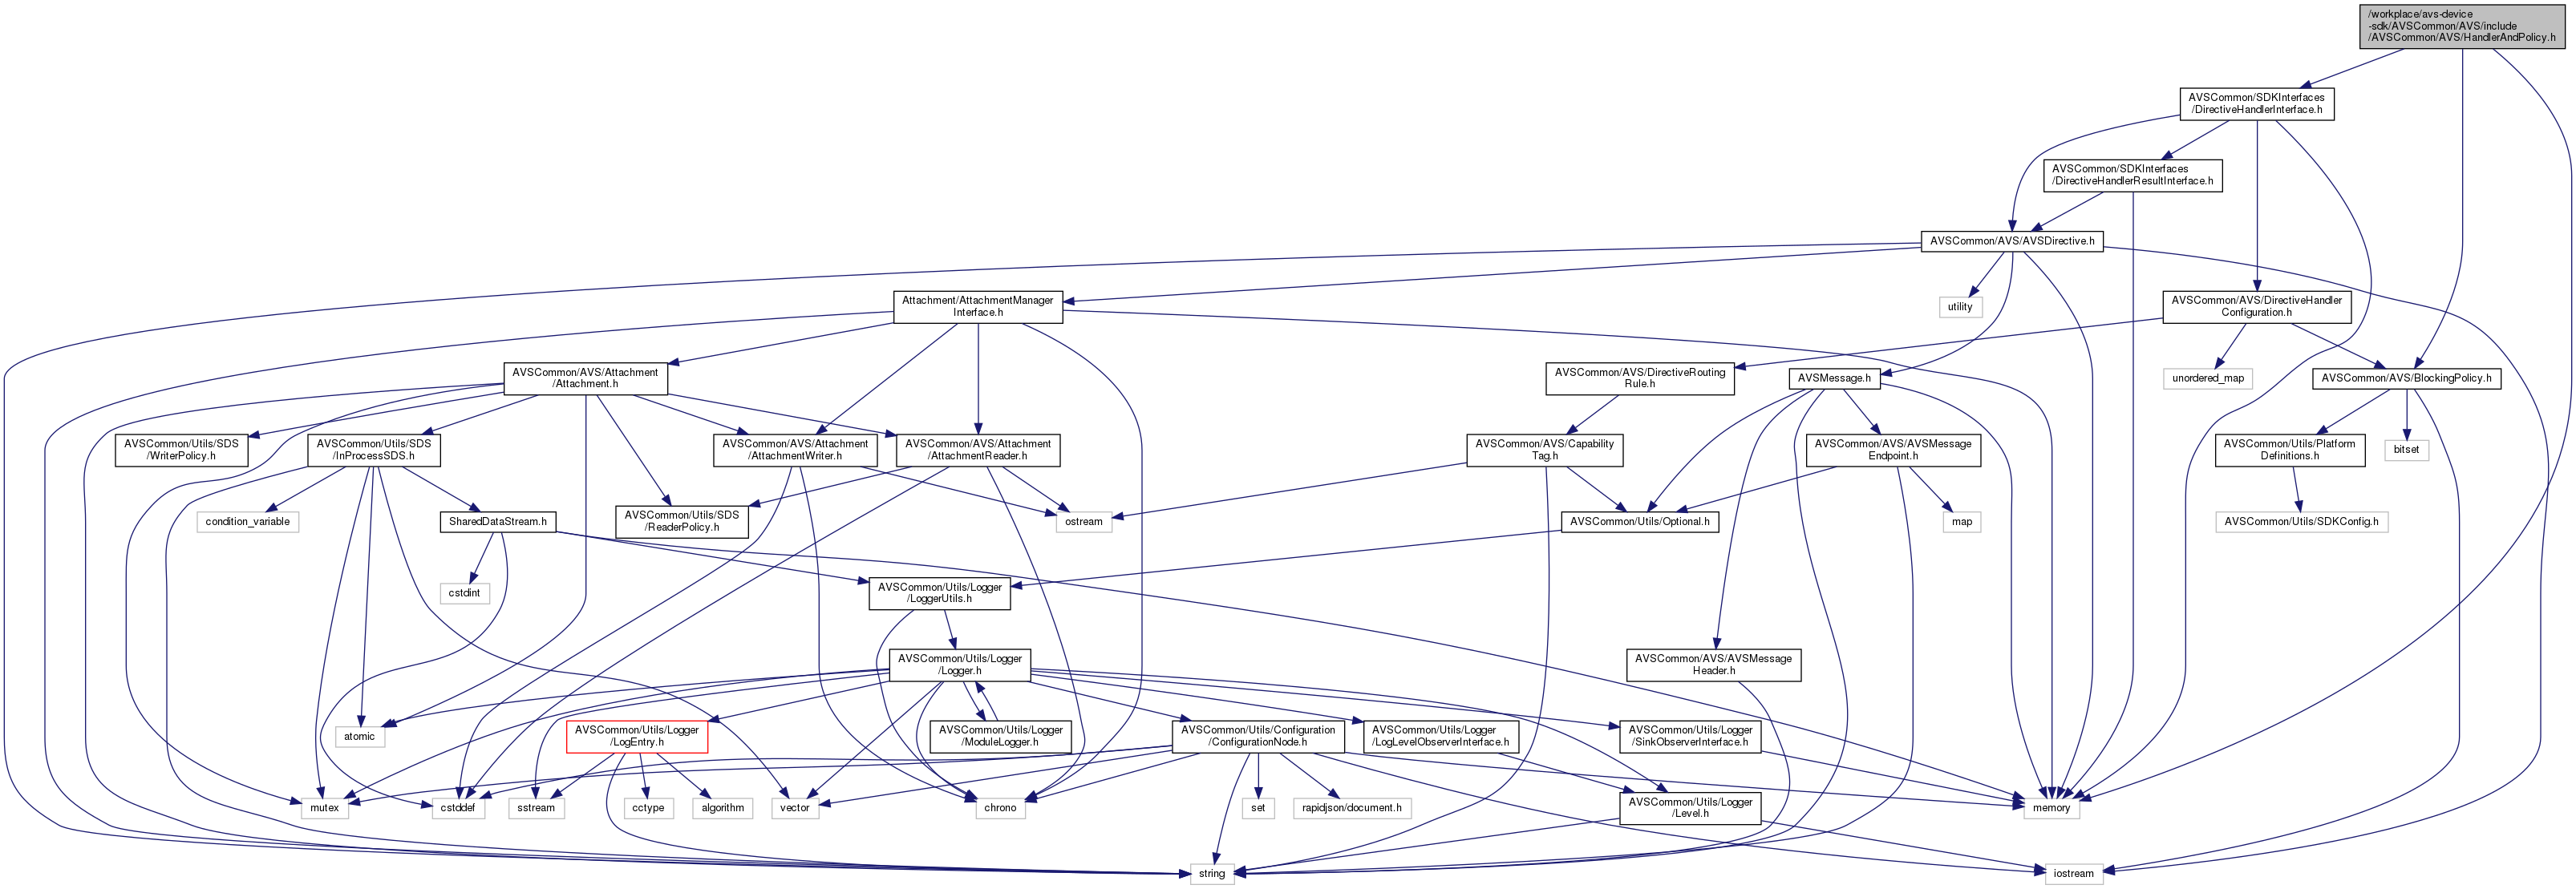 /workplace/avs-device
-sdk/AVSCommon/AVS/include
/AVSCommon/AVS/HandlerAndPolicy.h
AVSCommon/SDKInterfaces
/DirectiveHandlerInterface.h
AVSCommon/SDKInterfaces
/DirectiveHandlerResultInterface.h
AVSCommon/AVS/AVSDirective.h
Attachment/AttachmentManager
Interface.h
utility
AVSCommon/AVS/DirectiveHandler
Configuration.h
AVSCommon/AVS/Attachment
/Attachment.h
AVSCommon/AVS/DirectiveRouting
Rule.h
AVSMessage.h
unordered_map
AVSCommon/AVS/BlockingPolicy.h
AVSCommon/Utils/SDS
/WriterPolicy.h
AVSCommon/Utils/SDS
/InProcessSDS.h
AVSCommon/AVS/Attachment
/AttachmentWriter.h
AVSCommon/AVS/Attachment
/AttachmentReader.h
AVSCommon/AVS/Capability
Tag.h
AVSCommon/AVS/AVSMessage
Endpoint.h
AVSCommon/Utils/Platform
Definitions.h
bitset
condition_variable
SharedDataStream.h
AVSCommon/Utils/SDS
/ReaderPolicy.h
ostream
AVSCommon/Utils/Optional.h
map
AVSCommon/Utils/SDKConfig.h
cstdint
AVSCommon/Utils/Logger
/LoggerUtils.h
AVSCommon/Utils/Logger
/Logger.h
AVSCommon/AVS/AVSMessage
Header.h
atomic
AVSCommon/Utils/Logger
/LogEntry.h
AVSCommon/Utils/Logger
/ModuleLogger.h
AVSCommon/Utils/Configuration
/ConfigurationNode.h
AVSCommon/Utils/Logger
/LogLevelObserverInterface.h
AVSCommon/Utils/Logger
/SinkObserverInterface.h
mutex
cstddef
sstream
cctype
algorithm
vector
chrono
set
rapidjson/document.h
AVSCommon/Utils/Logger
/Level.h
memory
string
iostream